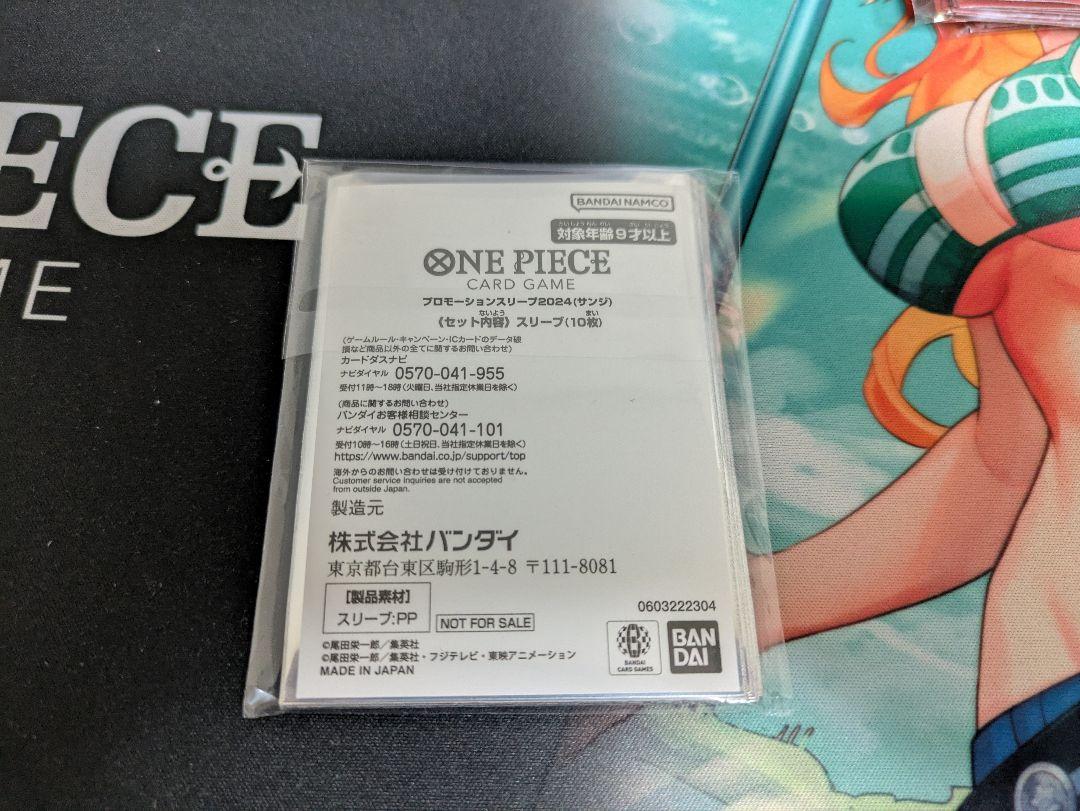 ECE
ME
BANDAI NAMCO
たいしょうねんれい さいいじょう
対象年齢9才以上
ONE PIECE
CARD GAME
プロモーションスリーブ2024(サンジ)
ないよう まい
《セット内容》スリーブ(10枚)
(ゲームルール・キャンペーン・ICカードのデータ破
損など商品以外の全てに関するお問い合わせ)
カードダスナビ
ナビダイヤル 0570-041-955
受付11時~18時(火曜日、当社指定休業日を除く)
(商品に関するお問い合わせ)
バンダイお客様相談センター
ナビダイヤル 0570-041-101
受付10時~16時(土日祝日、当社指定休業日を除く)
https://www.bandai.co.jp/support/top
海外からのお問い合わせは受け付けておりません。
Customer service inquiries are not accepted
from outside Japan.
製造元
株式会社バンダイ
東京都台東区駒形1-4-8 〒111-8081
【製品素材】
スリーブ:PP
NOT FOR SALE
0603222304
©尾田栄一郎/集英社
©尾田栄一郎/集英社・フジテレビ・東映アニメーション
MADE IN JAPAN
BANDAI
CARD GAMES
BAN
DAI